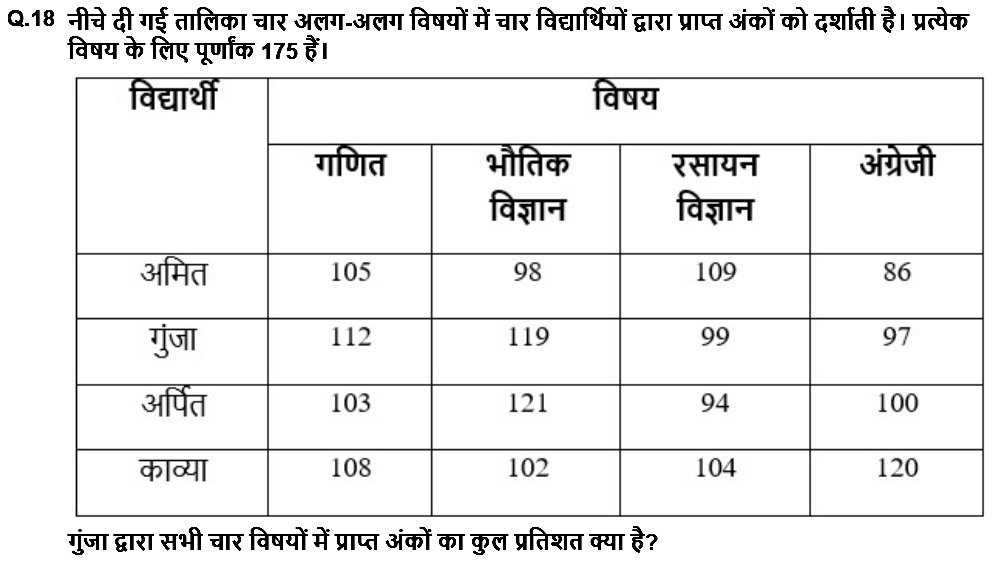 Q.18 नीचे दी गई तालिका चार अलग-अलग विषयों में चार विद्यार्थियों द्वारा प्राप्त अंकों को दर्शाती है। प्रत्येक
विषय के लिए पूर्णांक 175 हैं।
विद्यार्थी विषय
गणित भौतिक विज्ञान रसायन विज्ञान अंग्रेजी
अमित 105 98 109 86
गुंजा 112 119 99 97
अर्पित 103 121 94 100
काव्या 108 102 104 120
गुंजा द्वारा सभी चार विषयों में प्राप्त अंकों का कुल प्रतिशत क्या है?